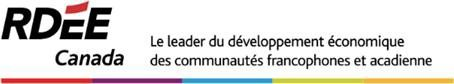 RDÉE
Canada
Le leader du développement économique
des communautés francophones et acadienne